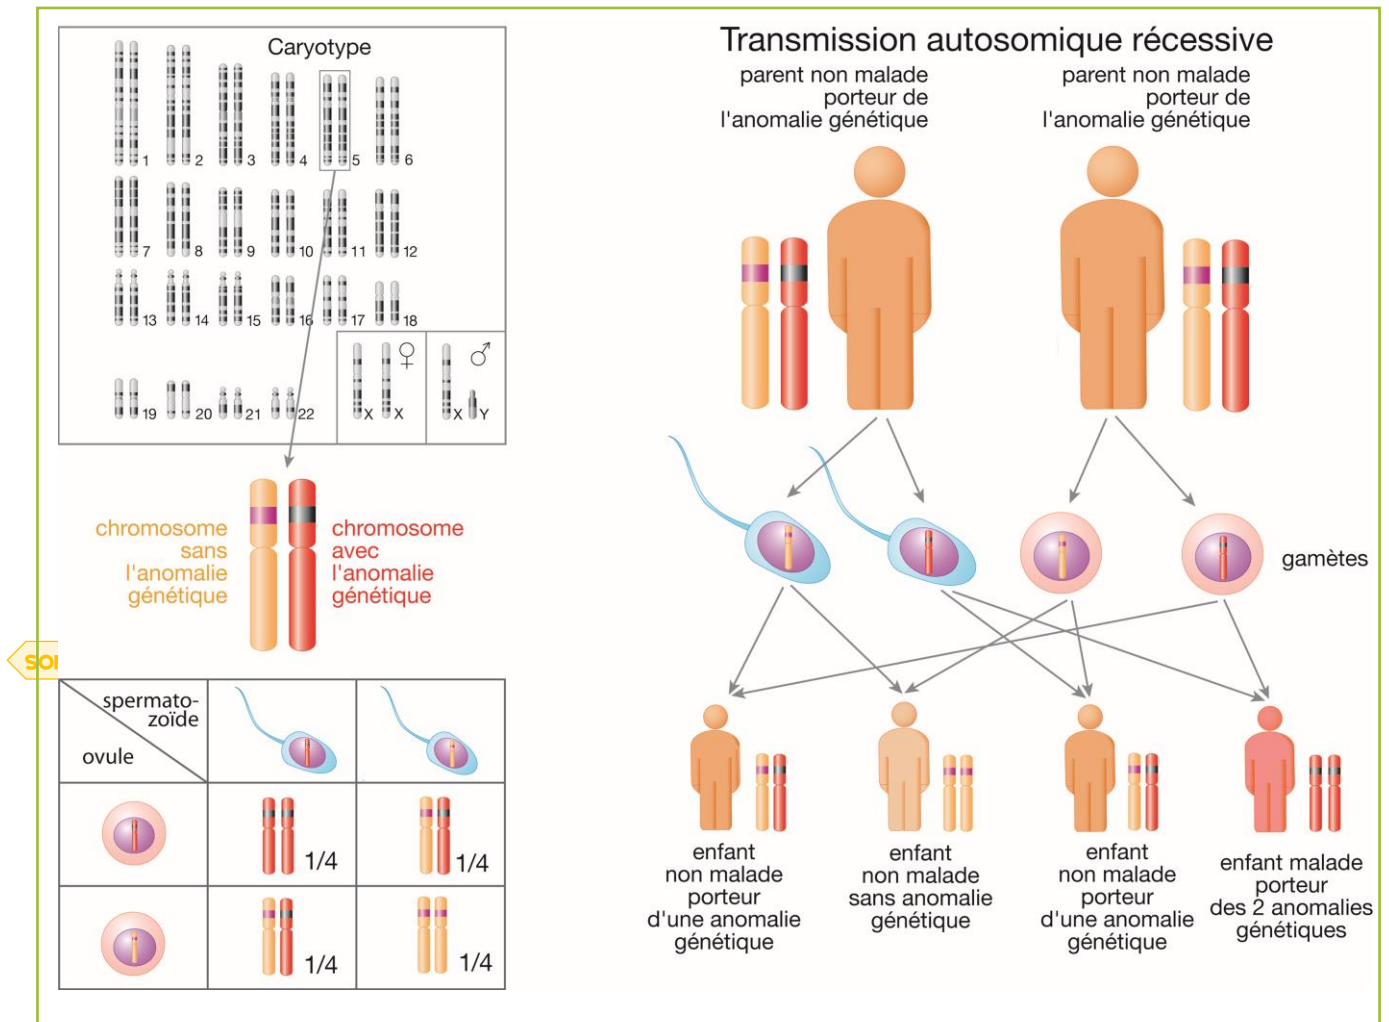 Caryotype
1
2
3
4
5
6
7
8
9
10
11
12
13
14
15
16
17
18
19
20
21
22
♀
X
X
♂
X
Y
chromosome
sans
l'anomalie
génétique
chromosome
avec
l'anomalie
génétique
spermato-
zoïde
ovule
1/4
1/4
1/4
1/4
Transmission autosomique récessive
parent non malade
porteur de
l'anomalie génétique
parent non malade
porteur de
l'anomalie génétique
gamètes
enfant
non malade
porteur
d'une anomalie
génétique
enfant
non malade
sans anomalie
génétique
enfant
non malade
porteur
d'une anomalie
génétique
enfant malade
porteur
des 2 anomalies
génétiques